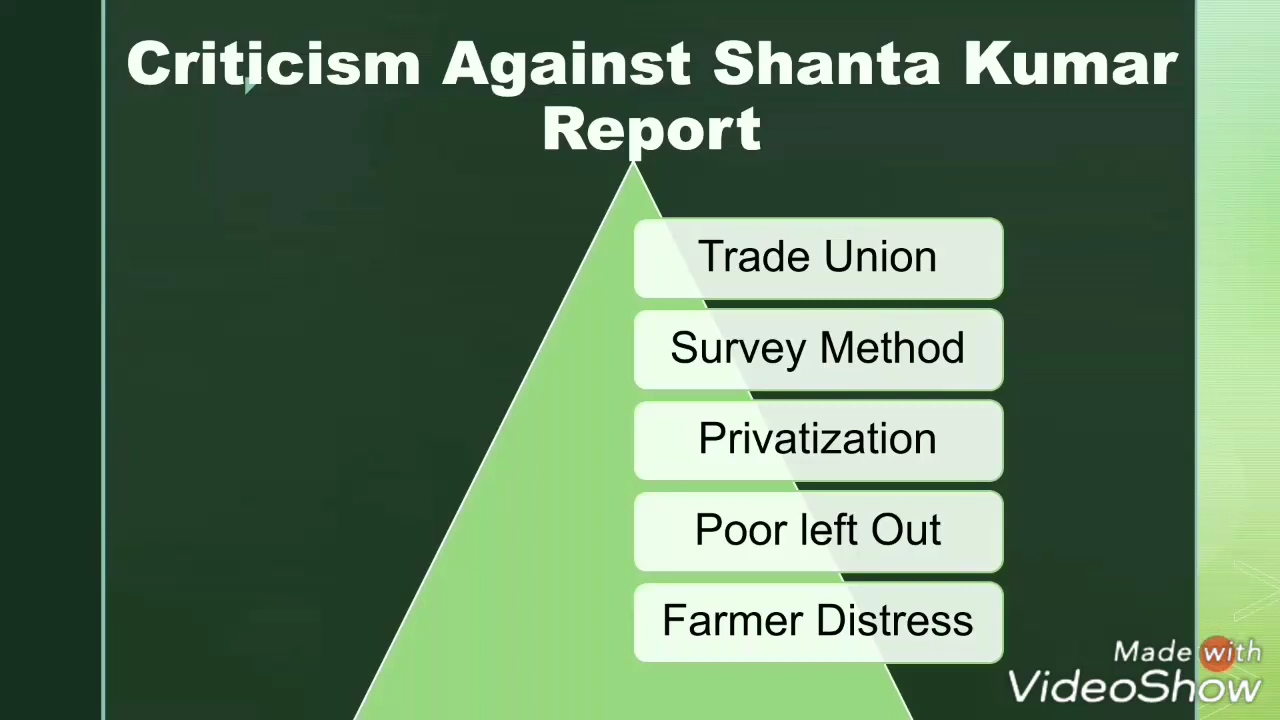 Criticism Against Shanta Kumar
Report
Trade Union
Survey Method
Privatization
Poor left Out
Farmer Distress
Made with
VideoShow